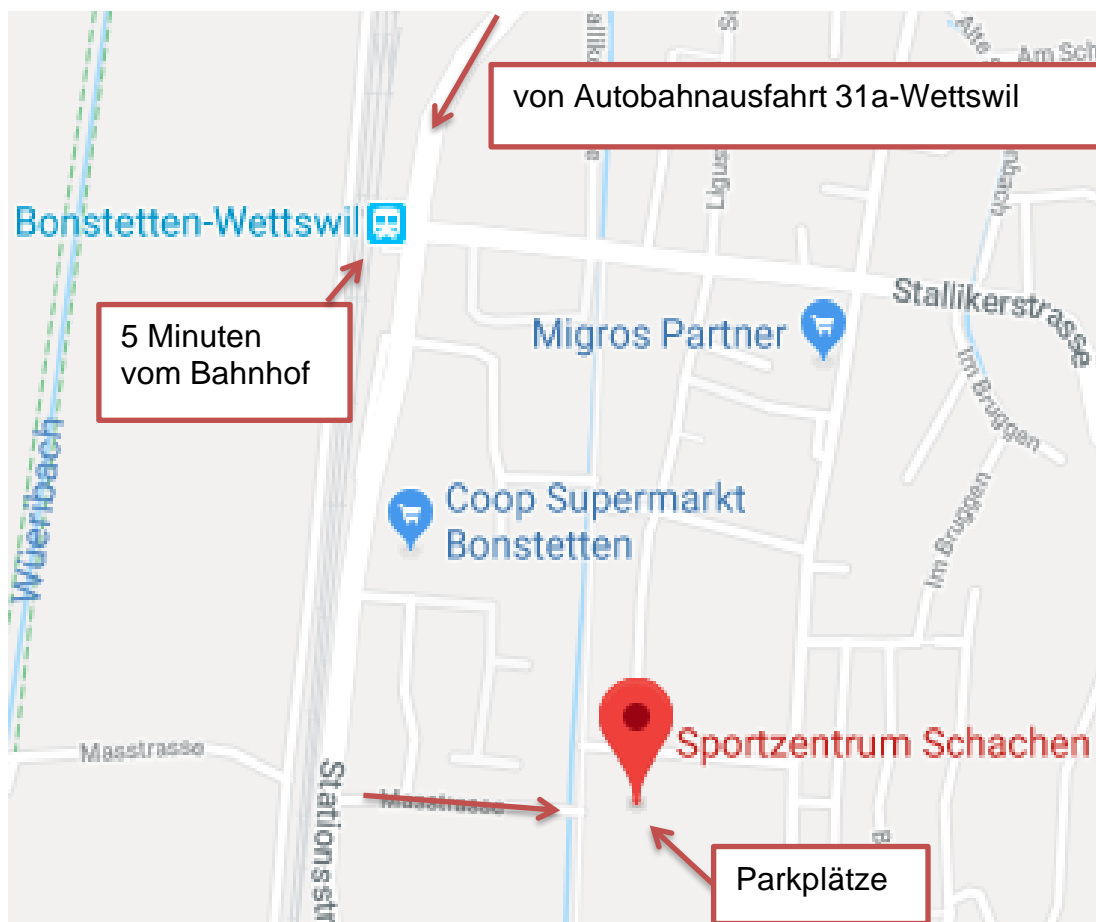 von Autobahnausfahrt 31a-Wettswil
Bonstetten-Wettswil
5 Minuten
vom Bahnhof
Migros Partner
Stallikerstrasse
Im Bruggen
Im Bruggen
Wüeribach
Coop Supermarkt
Bonstetten
Sportzentrum Schachen
Masstrasse
Masstrasse
Parkplätze